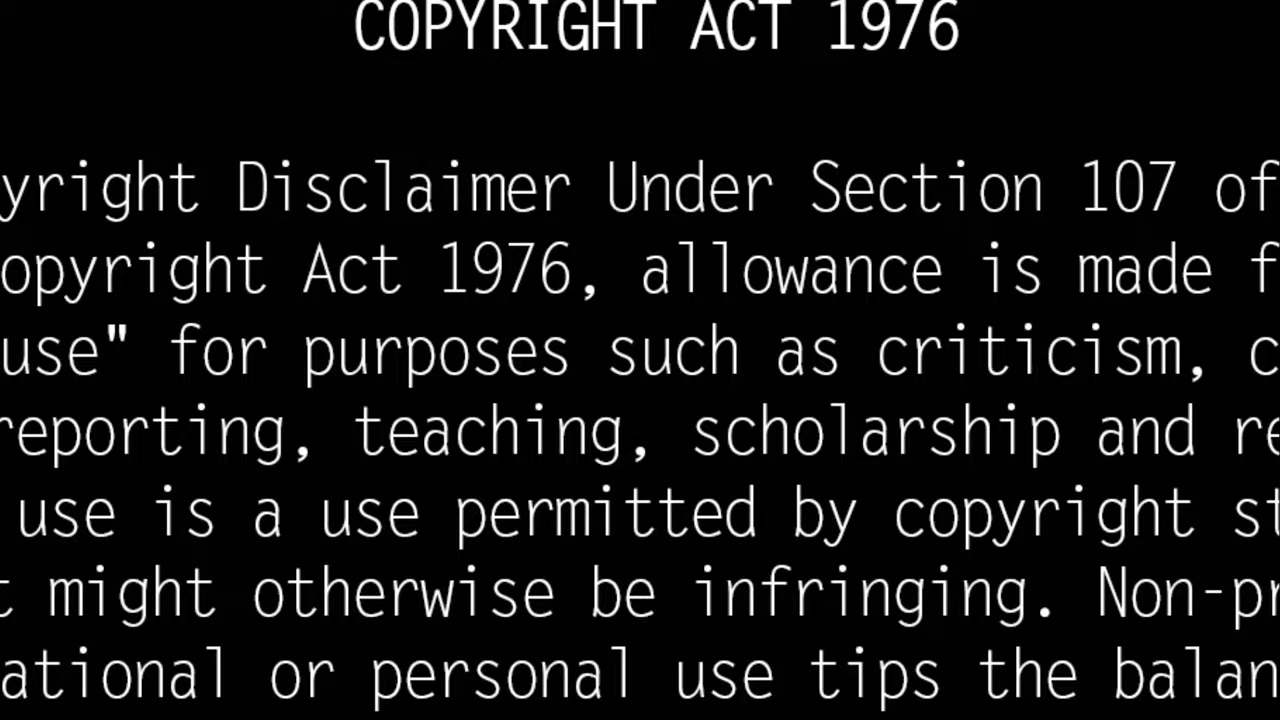 COPYRIGHT ACT 1976
yright Disclaimer Under Section 107 of
opyright Act 1976, allowance is made f
use" for purposes such as criticism, c
reporting, teaching, scholarship and re
use is a use permitted by copyright st
t might otherwise be infringing. Non-pr
ational or personal use tips the balan